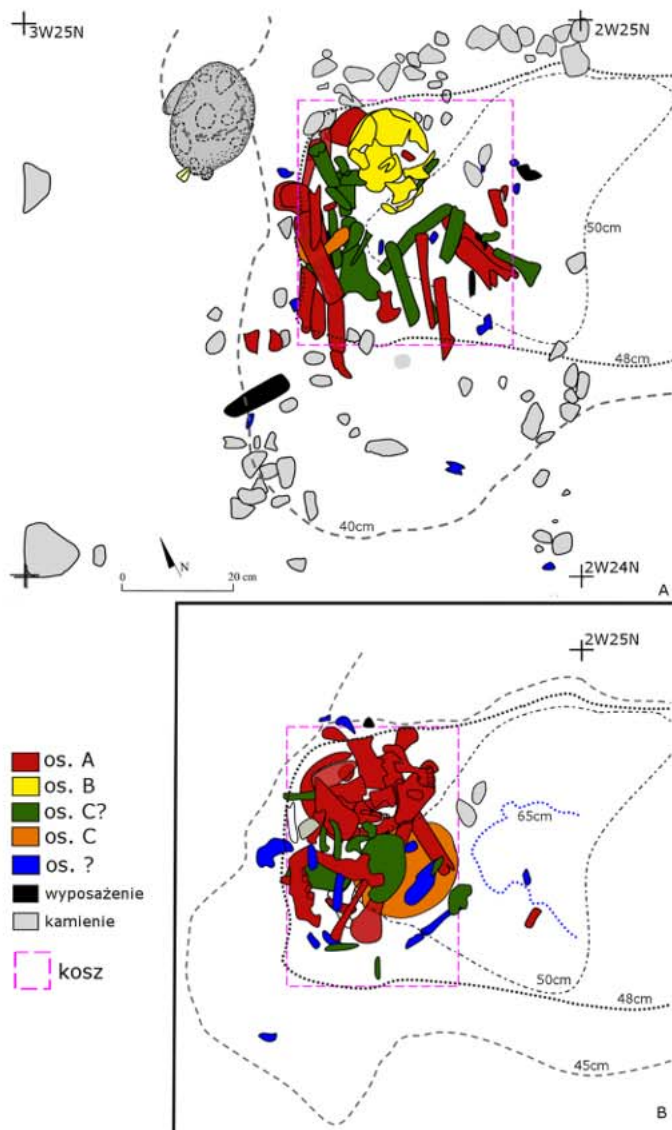 3W25N
2W25N
50cm
48cm
40cm
N
0 20 cm
2W24N
A
2W25N
os. A
os. B
os. C?
os. C
os. ?
wyposażenie
kamienie
kosz
65cm
50cm
48cm
45cm
B